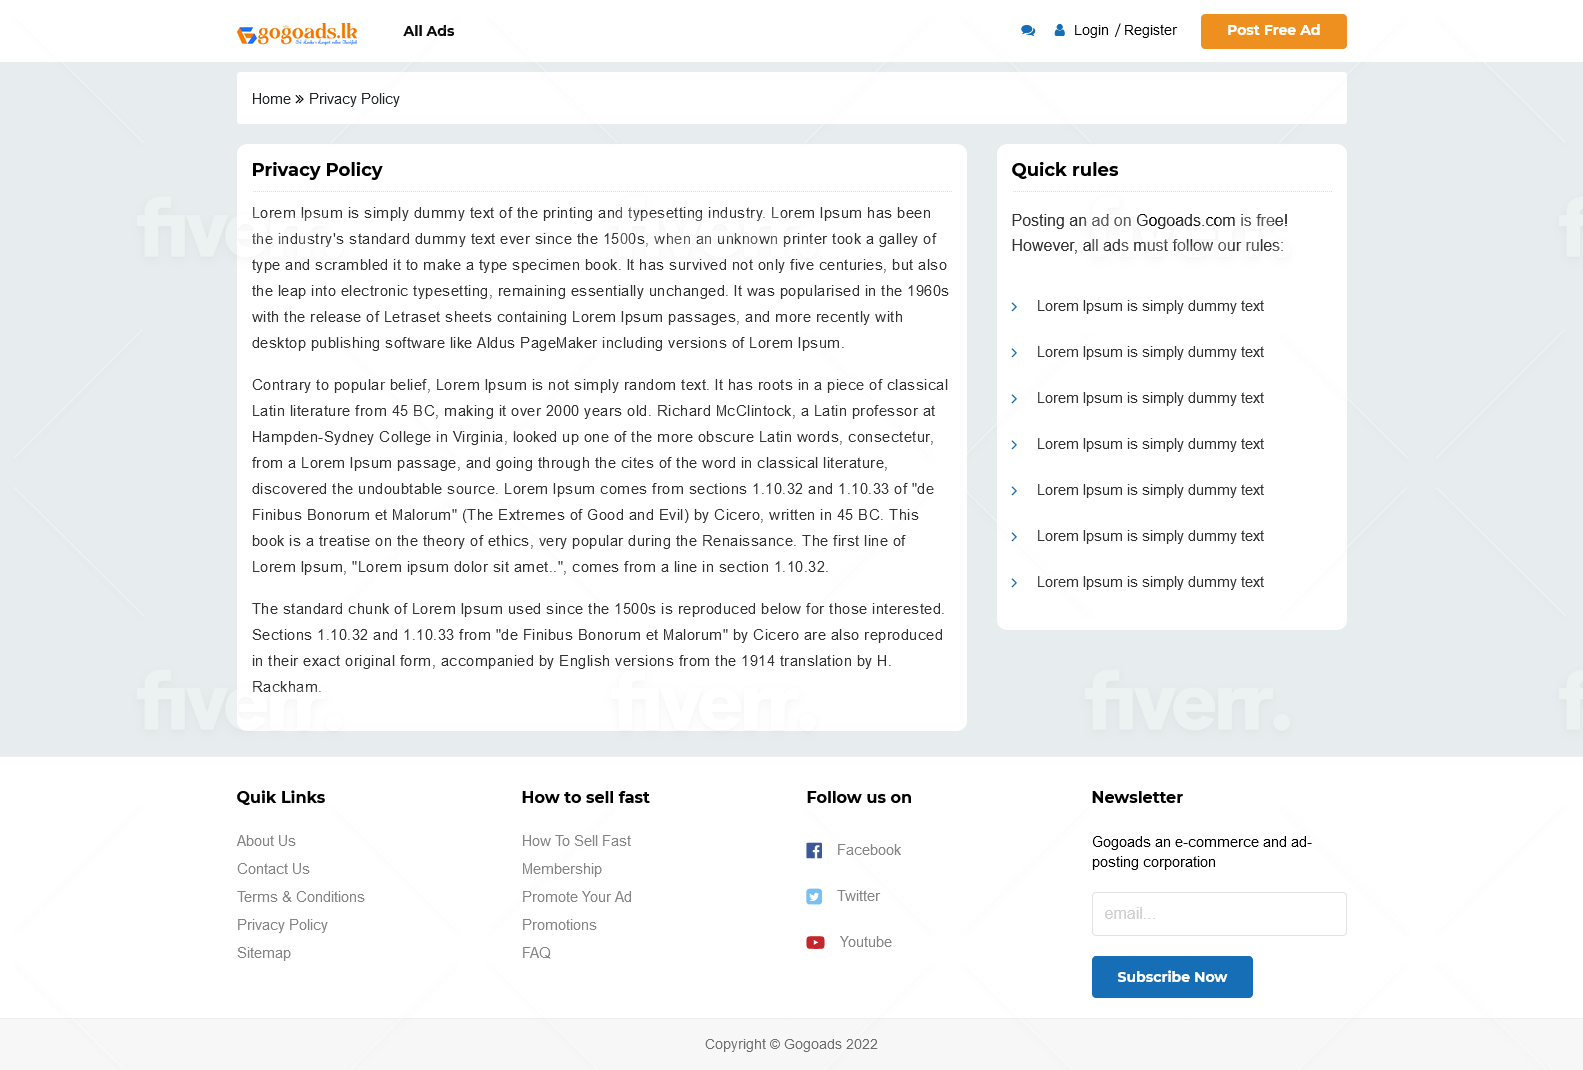 gogoads.lk
All Ads
Login / Register
Post Free Ad
Home » Privacy Policy
Privacy Policy
Lorem Ipsum is simply dummy text of the printing and typesetting industry. Lorem Ipsum has been
the industry's standard dummy text ever since the 1500s, when an unknown printer took a galley of
type and scrambled it to make a type specimen book. It has survived not only five centuries, but also
the leap into electronic typesetting, remaining essentially unchanged. It was popularised in the 1960s
with the release of Letraset sheets containing Lorem Ipsum passages, and more recently with
desktop publishing software like Aldus PageMaker including versions of Lorem Ipsum.
Contrary to popular belief, Lorem Ipsum is not simply random text. It has roots in a piece of classical
Latin literature from 45 BC, making it over 2000 years old. Richard McClintock, a Latin professor at
Hampden-Sydney College in Virginia, looked up one of the more obscure Latin words, consectetur,
from a Lorem Ipsum passage, and going through the cites of the word in classical literature,
discovered the undoubtable source. Lorem Ipsum comes from sections 1.10.32 and 1.10.33 of "de
Finibus Bonorum et Malorum" (The Extremes of Good and Evil) by Cicero, written in 45 BC. This
book is a treatise on the theory of ethics, very popular during the Renaissance. The first line of
Lorem Ipsum, "Lorem ipsum dolor sit amet..", comes from a line in section 1.10.32.
The standard chunk of Lorem Ipsum used since the 1500s is reproduced below for those interested.
Sections 1.10.32 and 1.10.33 from "de Finibus Bonorum et Malorum" by Cicero are also reproduced
in their exact original form, accompanied by English versions from the 1914 translation by H.
Rackham.
Quick rules
Posting an ad on Gogoads.com is free!
However, all ads must follow our rules:
Lorem Ipsum is simply dummy text
Lorem Ipsum is simply dummy text
Lorem Ipsum is simply dummy text
Lorem Ipsum is simply dummy text
Lorem Ipsum is simply dummy text
Lorem Ipsum is simply dummy text
Lorem Ipsum is simply dummy text
fiverr.
fiverr.
fiverr.
fiverr.
fiverr.
Quik Links
About Us
Contact Us
Terms & Conditions
Privacy Policy
Sitemap
How to sell fast
How To Sell Fast
Membership
Promote Your Ad
Promotions
FAQ
Follow us on
Facebook
Twitter
Youtube
Newsletter
Gogoads an e-commerce and ad-
posting corporation
email...
Subscribe Now
Copyright © Gogoads 2022